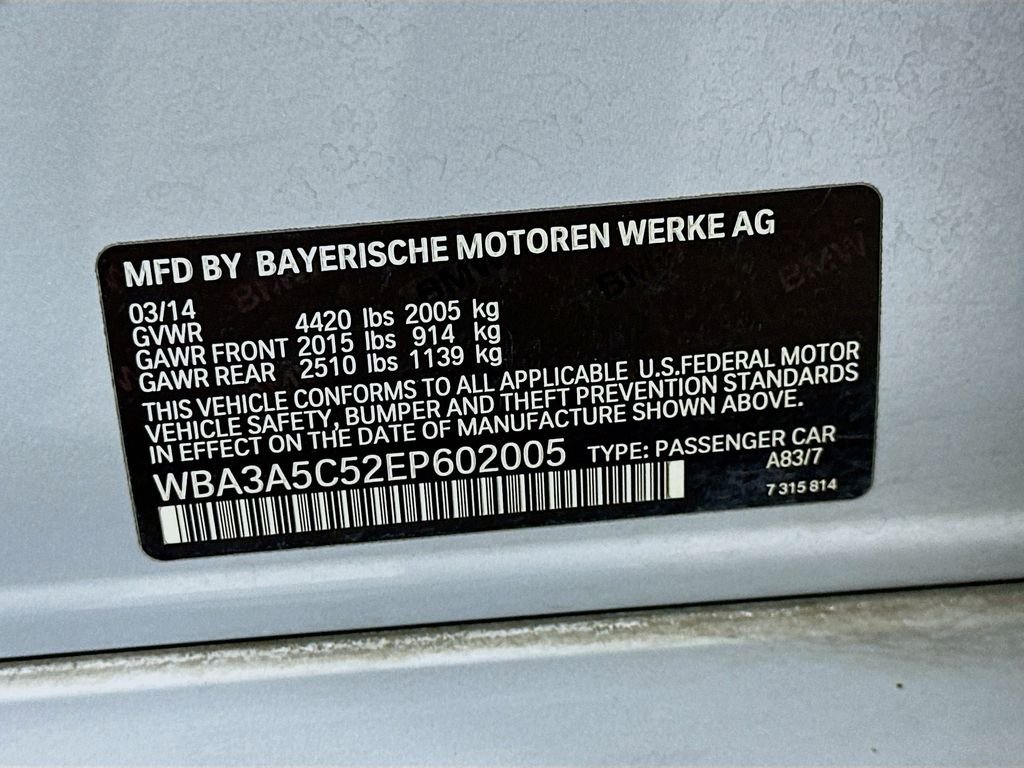 MFD BY BAYERISCHE MOTOREN WERKE AG
03/14
GVWR 4420 lbs 2005 kg
GAWR FRONT 2015 lbs 914 kg
GAWR REAR 2510 lbs 1139 kg
THIS VEHICLE CONFORMS TO ALL APPLICABLE U.S.FEDERAL MOTOR
VEHICLE SAFETY, BUMPER AND THEFT PREVENTION STANDARDS
IN EFFECT ON THE DATE OF MANUFACTURE SHOWN ABOVE.
WBA3A5C52EP602005 TYPE: PASSENGER CAR
A83/7
7 315 814